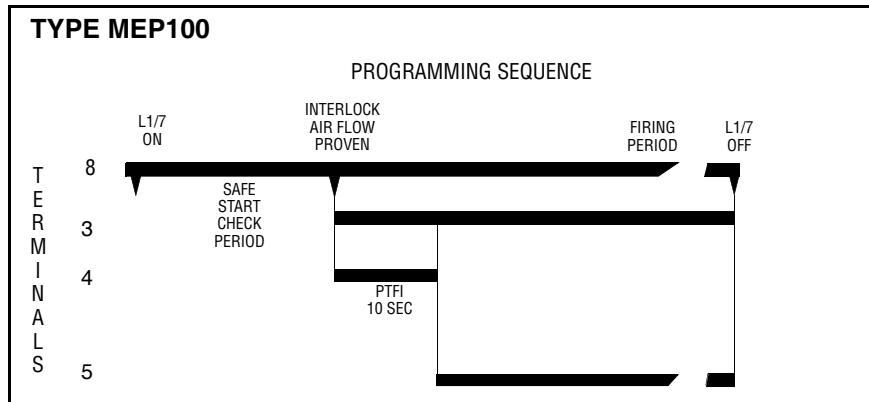 TYPE MEP100
PROGRAMMING SEQUENCE
L1/7
ON
INTERLOCK
AIR FLOW
PROVEN
FIRING
PERIOD
L1/7
OFF
TERMINALS
8
SAFE
START
CHECK
PERIOD
3
4
PTFI
10 SEC
5